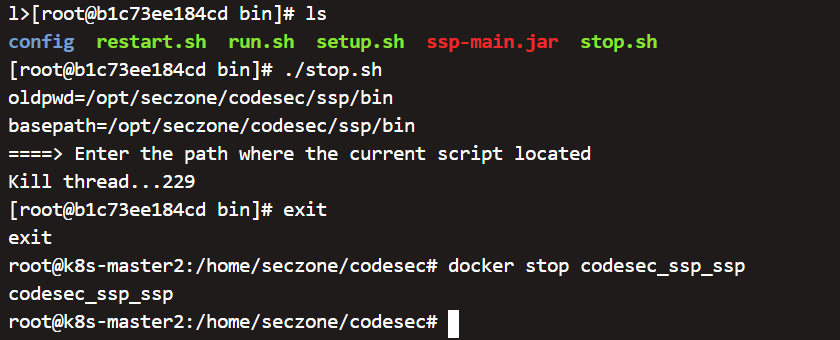 l>[root@b1c73ee184cd bin]# ls
config  restart.sh  run.sh  setup.sh  ssp-main.jar  stop.sh
[root@b1c73ee184cd bin]# ./stop.sh
oldpwd=/opt/seczone/codesec/ssp/bin
basepath=/opt/seczone/codesec/ssp/bin
====> Enter the path where the current script located
Kill thread...229
[root@b1c73ee184cd bin]# exit
exit
root@k8s-master2:/home/seczone/codesec# docker stop codesec_ssp_ssp
codesec_ssp_ssp
root@k8s-master2:/home/seczone/codesec#